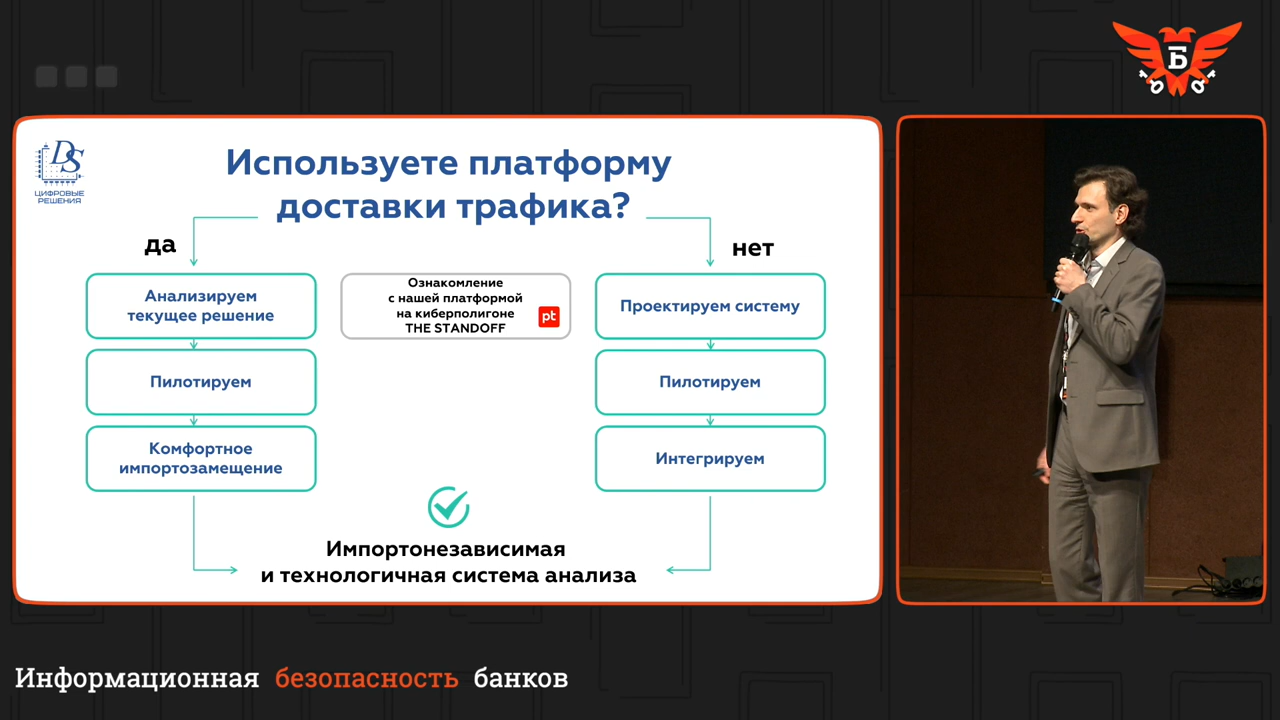 Б
DS
ЦИФРОВЫЕ
РЕШЕНИЯ
Используете платформу
доставки трафика?
да
нет
Анализируем
текущее решение
Пилотируем
Комфортное
импортозамещение
Ознакомление
с нашей платформой
на киберполигоне
THE STANDOFF
pt
Проектируем систему
Пилотируем
Интегрируем
Импортонезависимая
и технологичная система анализа
Информационная безопасность банков